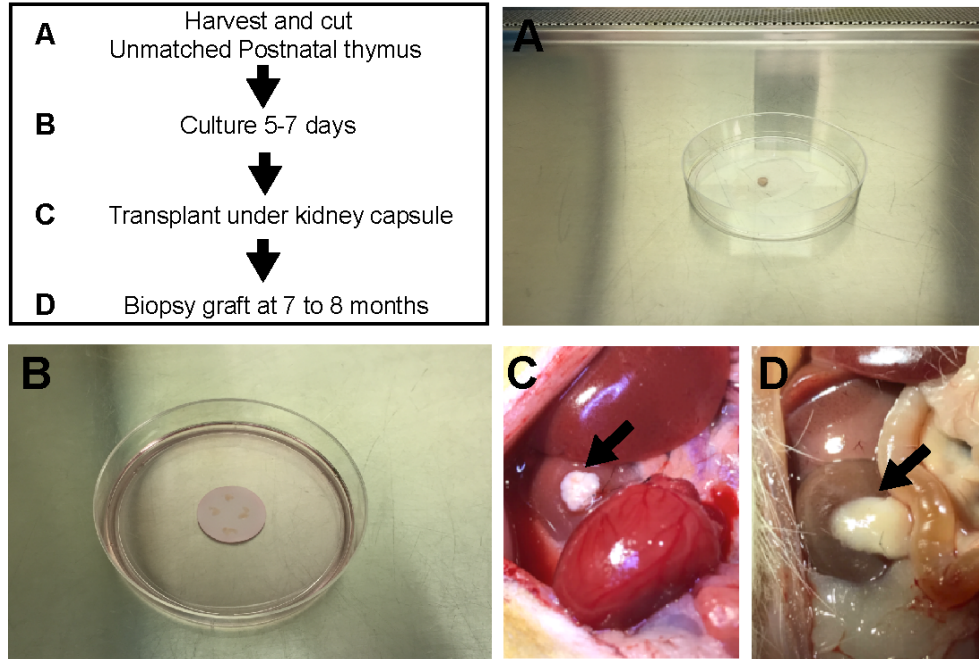 A Harvest and cut
Unmatched Postnatal thymus
B Culture 5-7 days
C Transplant under kidney capsule
D Biopsy graft at 7 to 8 months
A
B
C
D